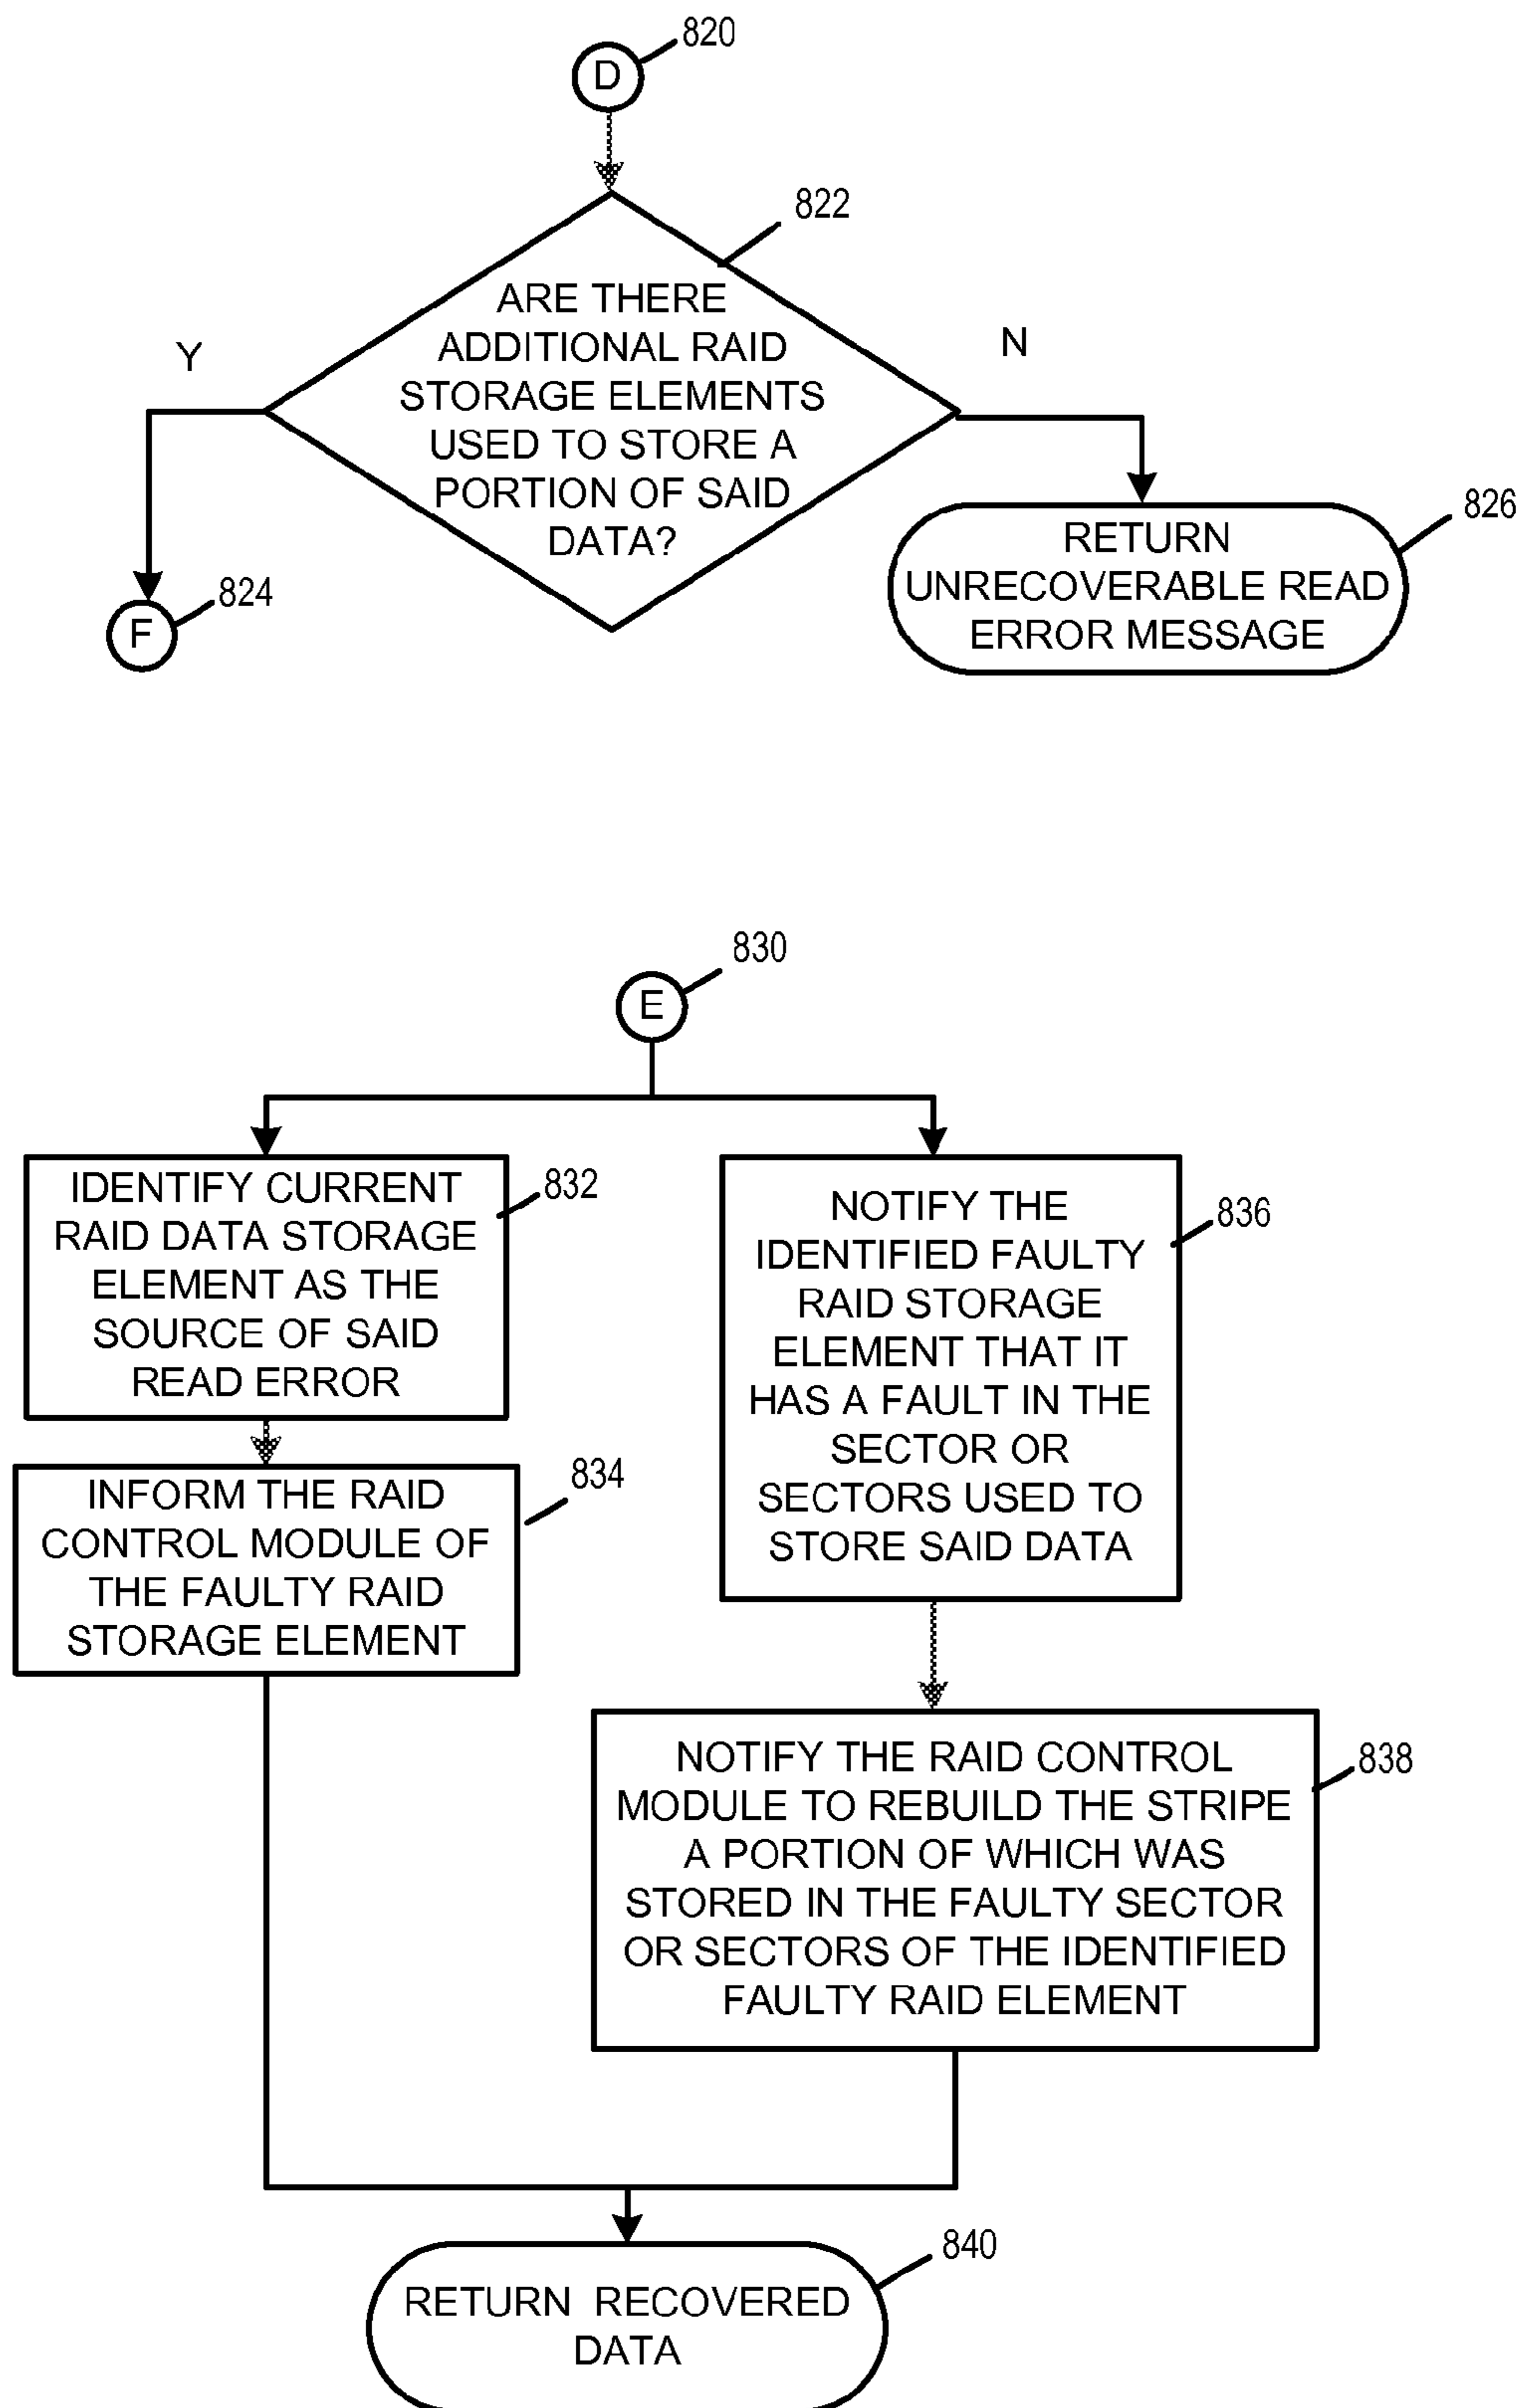 820
D
822
ARE THERE
ADDITIONAL RAID
STORAGE ELEMENTS
USED TO STORE A
PORTION OF SAID
DATA?
Y
N
824
F
826
RETURN
UNRECOVERABLE READ
ERROR MESSAGE
830
E
832
IDENTIFY CURRENT
RAID DATA STORAGE
ELEMENT AS THE
SOURCE OF SAID
READ ERROR
834
INFORM THE RAID
CONTROL MODULE OF
THE FAULTY RAID
STORAGE ELEMENT
836
NOTIFY THE
IDENTIFIED FAULTY
RAID STORAGE
ELEMENT THAT IT
HAS A FAULT IN THE
SECTOR OR
SECTORS USED TO
STORE SAID DATA
838
NOTIFY THE RAID CONTROL
MODULE TO REBUILD THE STRIPE
A PORTION OF WHICH WAS
STORED IN THE FAULTY SECTOR
OR SECTORS OF THE IDENTIFIED
FAULTY RAID ELEMENT
840
RETURN RECOVERED
DATA